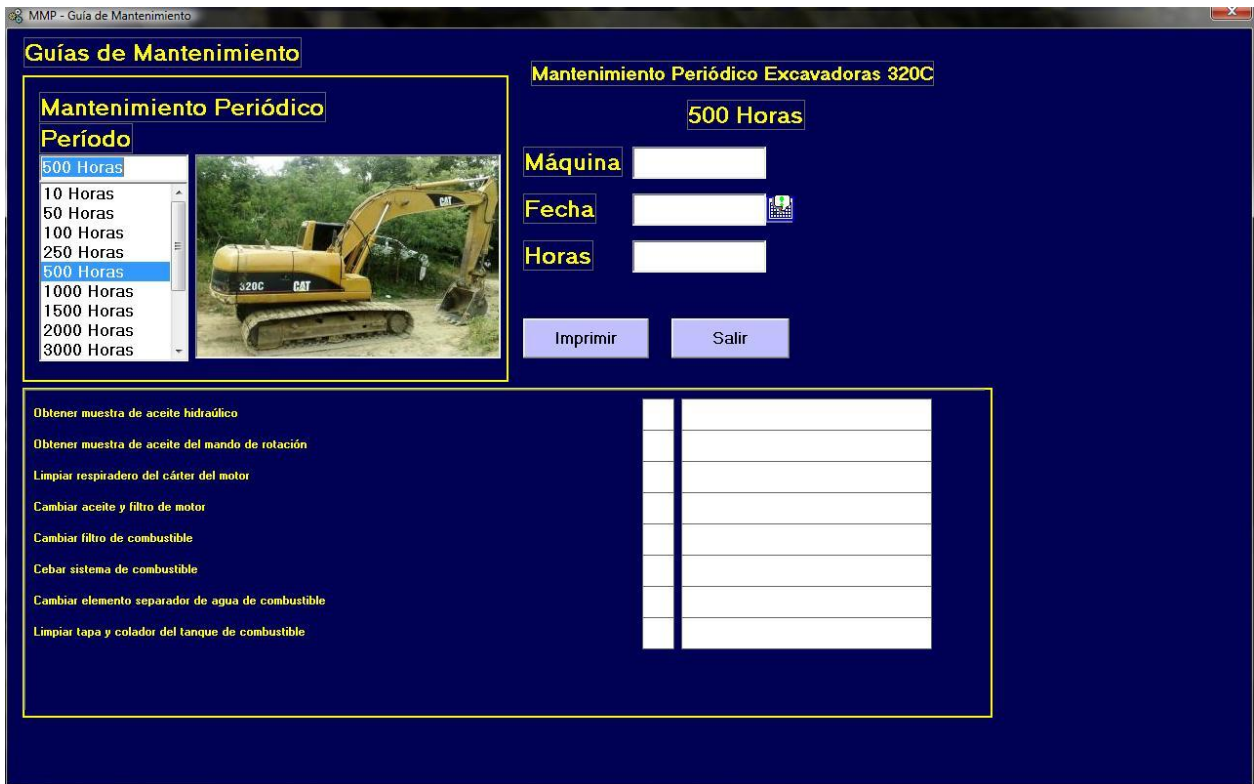 MMP - Guía de Mantenimiento
Guías de Mantenimiento
Mantenimiento Periódico
Período
500 Horas
10 Horas
50 Horas
100 Horas
250 Horas
500 Horas
1000 Horas
1500 Horas
2000 Horas
3000 Horas
320C CAT
CAT
Mantenimiento Periódico Excavadoras 320C
500 Horas
Máquina
Fecha
Horas
Imprimir Salir
Obtener muestra de aceite hidraúlico
Obtener muestra de aceite del mando de rotación
Limpiar respiradero del cárter del motor
Cambiar aceite y filtro de motor
Cambiar filtro de combustible
Cebar sistema de combustible
Cambiar elemento separador de agua de combustible
Limpiar tapa y colador del tanque de combustible